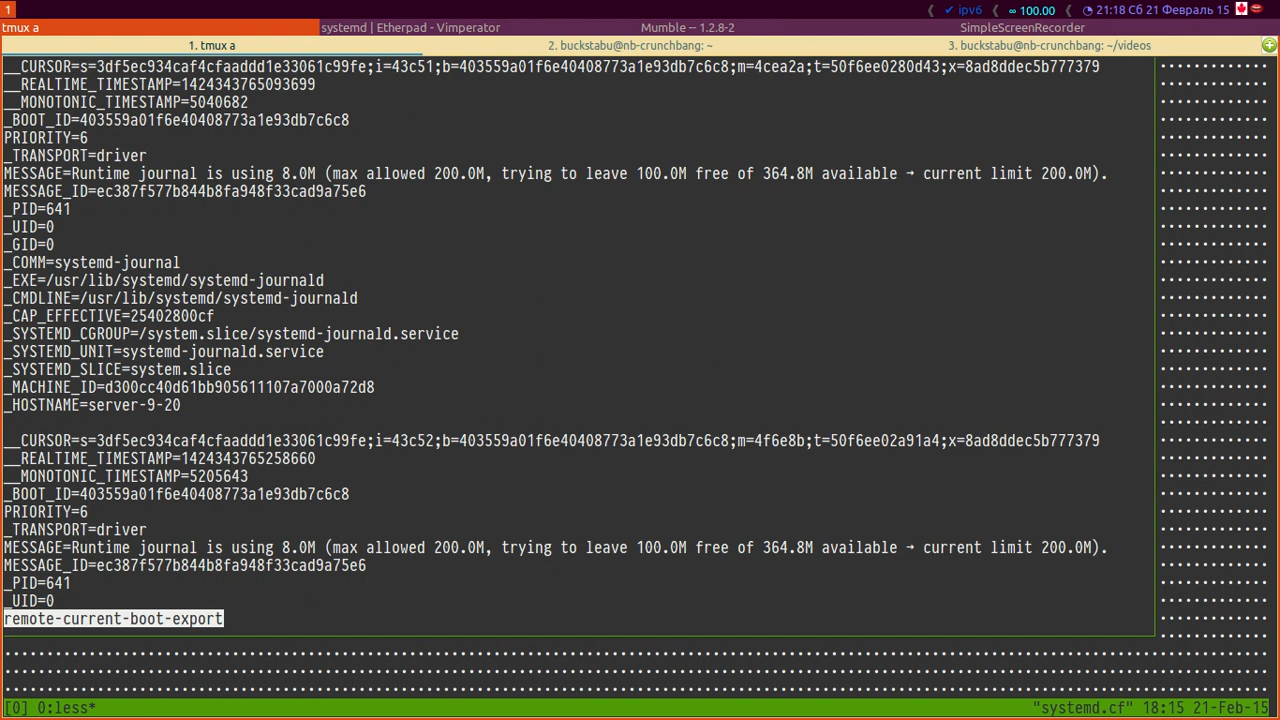 1
ipv6
∞ 100.00
21:18 Сб 21 Февраль 15
tmux a
systemd | Etherpad - Vimperator
Mumble -- 1.2.8-2
SimpleScreenRecorder
1. tmux a
2. buckstabu@nb-crunchbang: ~
3. buckstabu@nb-crunchbang: ~/videos
__CURSOR=s=3df5ec934caf4cfaaddd1e33061c99fe;i=43c51;b=403559a01f6e40408773a1e93db7c6c8;m=4cea2a;t=50f6ee0280d43;x=8ad8ddec5b777379
__REALTIME_TIMESTAMP=1424343765093699
__MONOTONIC_TIMESTAMP=5040682
_BOOT_ID=403559a01f6e40408773a1e93db7c6c8
PRIORITY=6
_TRANSPORT=driver
MESSAGE=Runtime journal is using 8.0M (max allowed 200.0M, trying to leave 100.0M free of 364.8M available → current limit 200.0M).
MESSAGE_ID=ec387f577b844b8fa948f33cad9a75e6
_PID=641
_UID=0
_GID=0
_COMM=systemd-journal
_EXE=/usr/lib/systemd/systemd-journald
_CMDLINE=/usr/lib/systemd/systemd-journald
_CAP_EFFECTIVE=25402800cf
_SYSTEMD_CGROUP=/system.slice/systemd-journald.service
_SYSTEMD_UNIT=systemd-journald.service
_SYSTEMD_SLICE=system.slice
_MACHINE_ID=d300cc40d61bb905611107a7000a72d8
_HOSTNAME=server-9-20
__CURSOR=s=3df5ec934caf4cfaaddd1e33061c99fe;i=43c52;b=403559a01f6e40408773a1e93db7c6c8;m=4f6e8b;t=50f6ee02a91a4;x=8ad8ddec5b777379
__REALTIME_TIMESTAMP=1424343765258660
__MONOTONIC_TIMESTAMP=5205643
_BOOT_ID=403559a01f6e40408773a1e93db7c6c8
PRIORITY=6
_TRANSPORT=driver
MESSAGE=Runtime journal is using 8.0M (max allowed 200.0M, trying to leave 100.0M free of 364.8M available → current limit 200.0M).
MESSAGE_ID=ec387f577b844b8fa948f33cad9a75e6
_PID=641
_UID=0
remote-current-boot-export
[0] 0:less*
"systemd.cf" 18:15 21-Feb-15